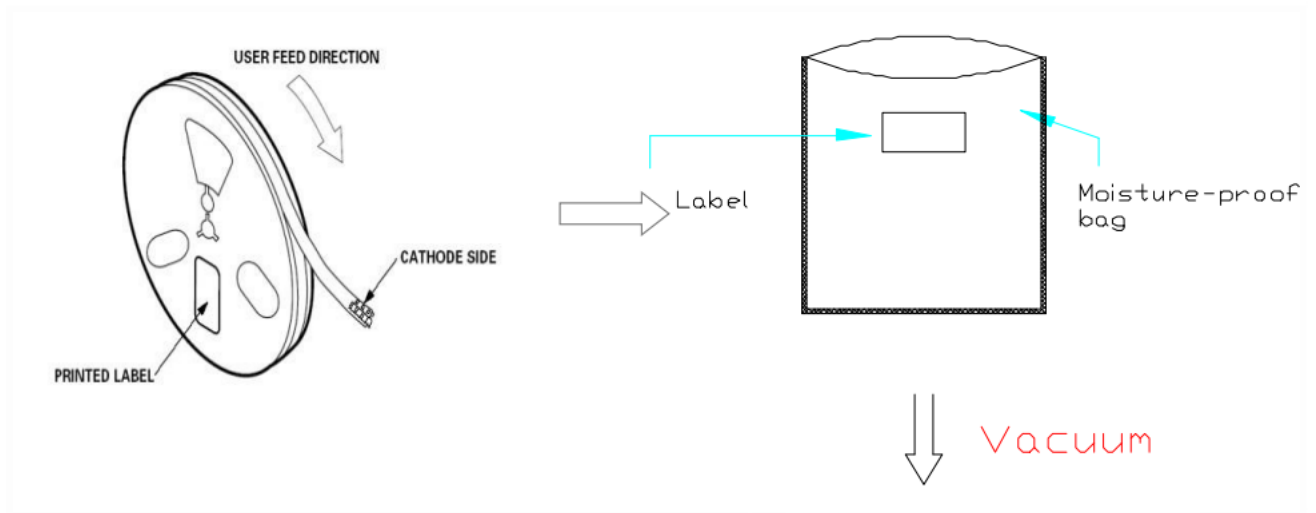 USER FEED DIRECTION
CATHODE SIDE
PRINTED LABEL
Label
Moisture-proof
bag
Vacuum